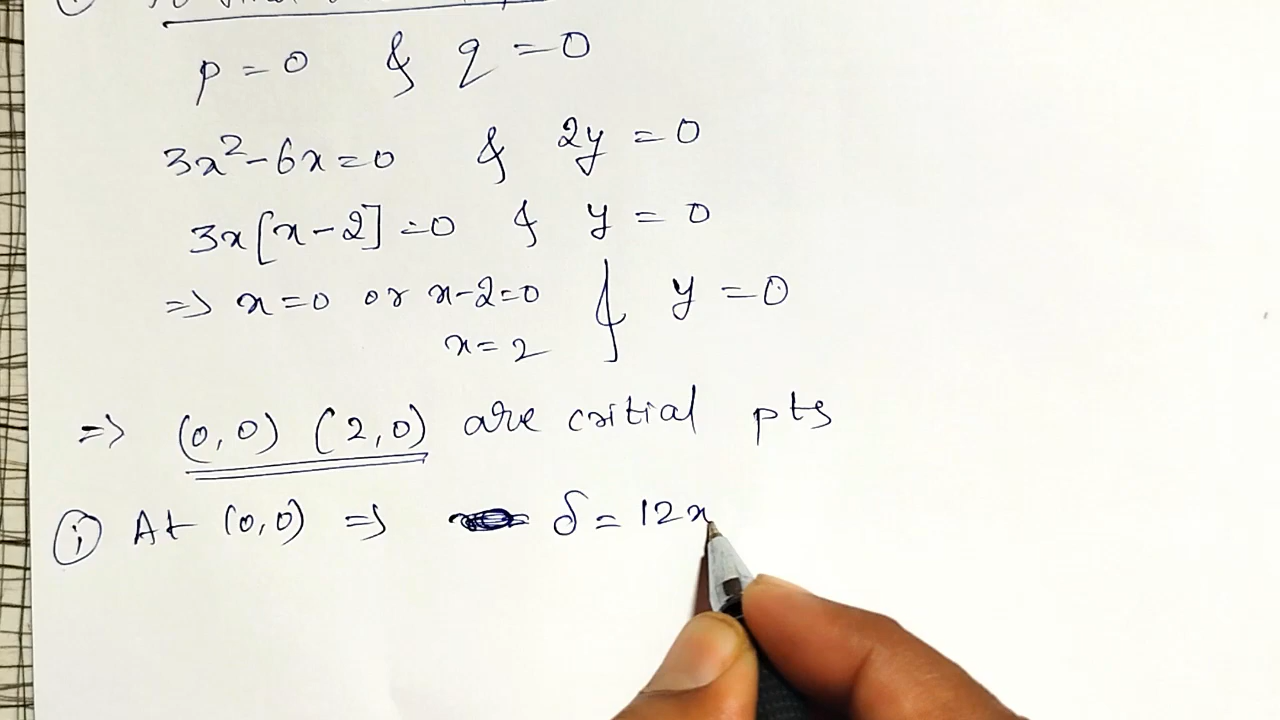 p = 0 & q = 0
3x² - 6x = 0 & 2y = 0
3x[x - 2] = 0 & y = 0
=> x = 0 or x - 2 = 0 & y = 0
x = 2
=> (0,0) (2,0) are critial pts
(i) At (0,0) => δ = 12x